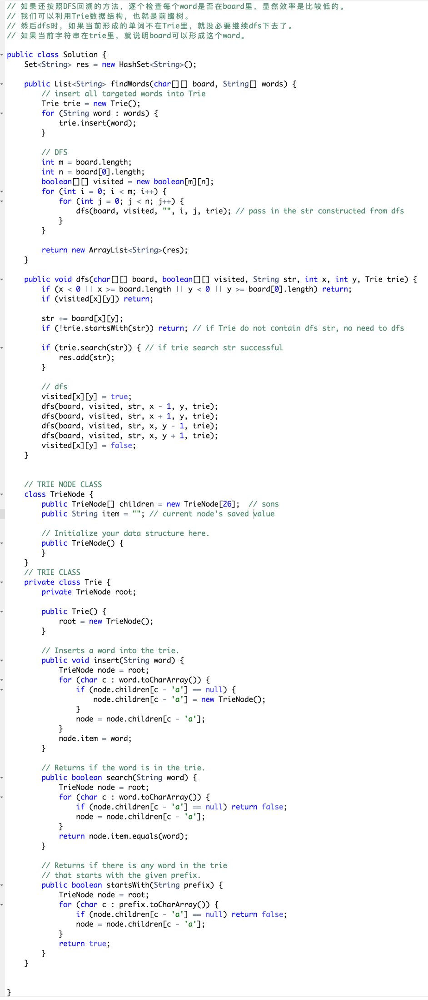 // 如果还按照DFS回溯的方法，逐个检查每个word是否在board里，显然效率是比较低的。
// 我们可以利用Trie数据结构，也就是前缀树。
// 然后dfs时，如果当前形成的单词不在Trie里，就没必要继续dfs下去了。
// 如果当前字符串在trie里，就说明board可以形成这个word。
public class Solution {
    Set<String> res = new HashSet<String>();
    public List<String> findWords(char[][] board, String[] words) {
        // insert all targeted words into Trie
        Trie trie = new Trie();
        for (String word : words) {
            trie.insert(word);
        }
        // DFS
        int m = board.length;
        int n = board[0].length;
        boolean[][] visited = new boolean[m][n];
        for (int i = 0; i < m; i++) {
            for (int j = 0; j < n; j++) {
                dfs(board, visited, "", i, j, trie); // pass in the str constructed from dfs
            }
        }
        return new ArrayList<String>(res);
    }
    public void dfs(char[][] board, boolean[][] visited, String str, int x, int y, Trie trie) {
        if (x < 0 || x >= board.length || y < 0 || y >= board[0].length) return;
        if (visited[x][y]) return;
        str += board[x][y];
        if (!trie.startsWith(str)) return; // if Trie do not contain dfs str, no need to dfs
        if (trie.search(str)) { // if trie search str successful
            res.add(str);
        }
        // dfs
        visited[x][y] = true;
        dfs(board, visited, str, x - 1, y, trie);
        dfs(board, visited, str, x + 1, y, trie);
        dfs(board, visited, str, x, y - 1, trie);
        dfs(board, visited, str, x, y + 1, trie);
        visited[x][y] = false;
    }
    // TRIE NODE CLASS
    class TrieNode {
        public TrieNode[] children = new TrieNode[26];  // sons
        public String item = ""; // current node's saved value
        // Initialize your data structure here.
        public TrieNode() {
        }
    }
    // TRIE CLASS
    private class Trie {
        private TrieNode root;
        public Trie() {
            root = new TrieNode();
        }
        // Inserts a word into the trie.
        public void insert(String word) {
            TrieNode node = root;
            for (char c : word.toCharArray()) {
                if (node.children[c - 'a'] == null) {
                    node.children[c - 'a'] = new TrieNode();
                }
                node = node.children[c - 'a'];
            }
            node.item = word;
        }
        // Returns if the word is in the trie.
        public boolean search(String word) {
            TrieNode node = root;
            for (char c : word.toCharArray()) {
                if (node.children[c - 'a'] == null) return false;
                node = node.children[c - 'a'];
            }
            return node.item.equals(word);
        }
        // Returns if there is any word in the trie
        // that starts with the given prefix.
        public boolean startsWith(String prefix) {
            TrieNode node = root;
            for (char c : prefix.toCharArray()) {
                if (node.children[c - 'a'] == null) return false;
                node = node.children[c - 'a'];
            }
            return true;
        }
    }
}